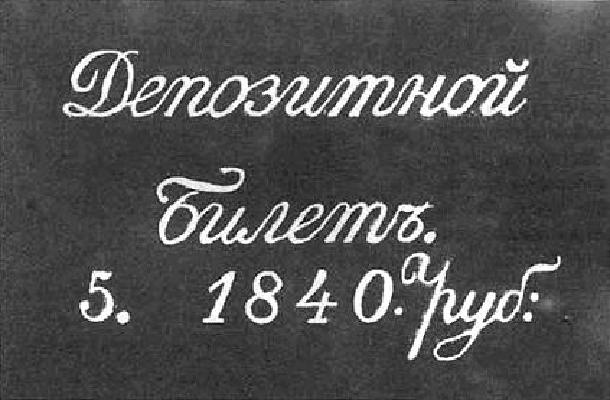 Депозитной
Билетъ.
5. 1840.а руб: